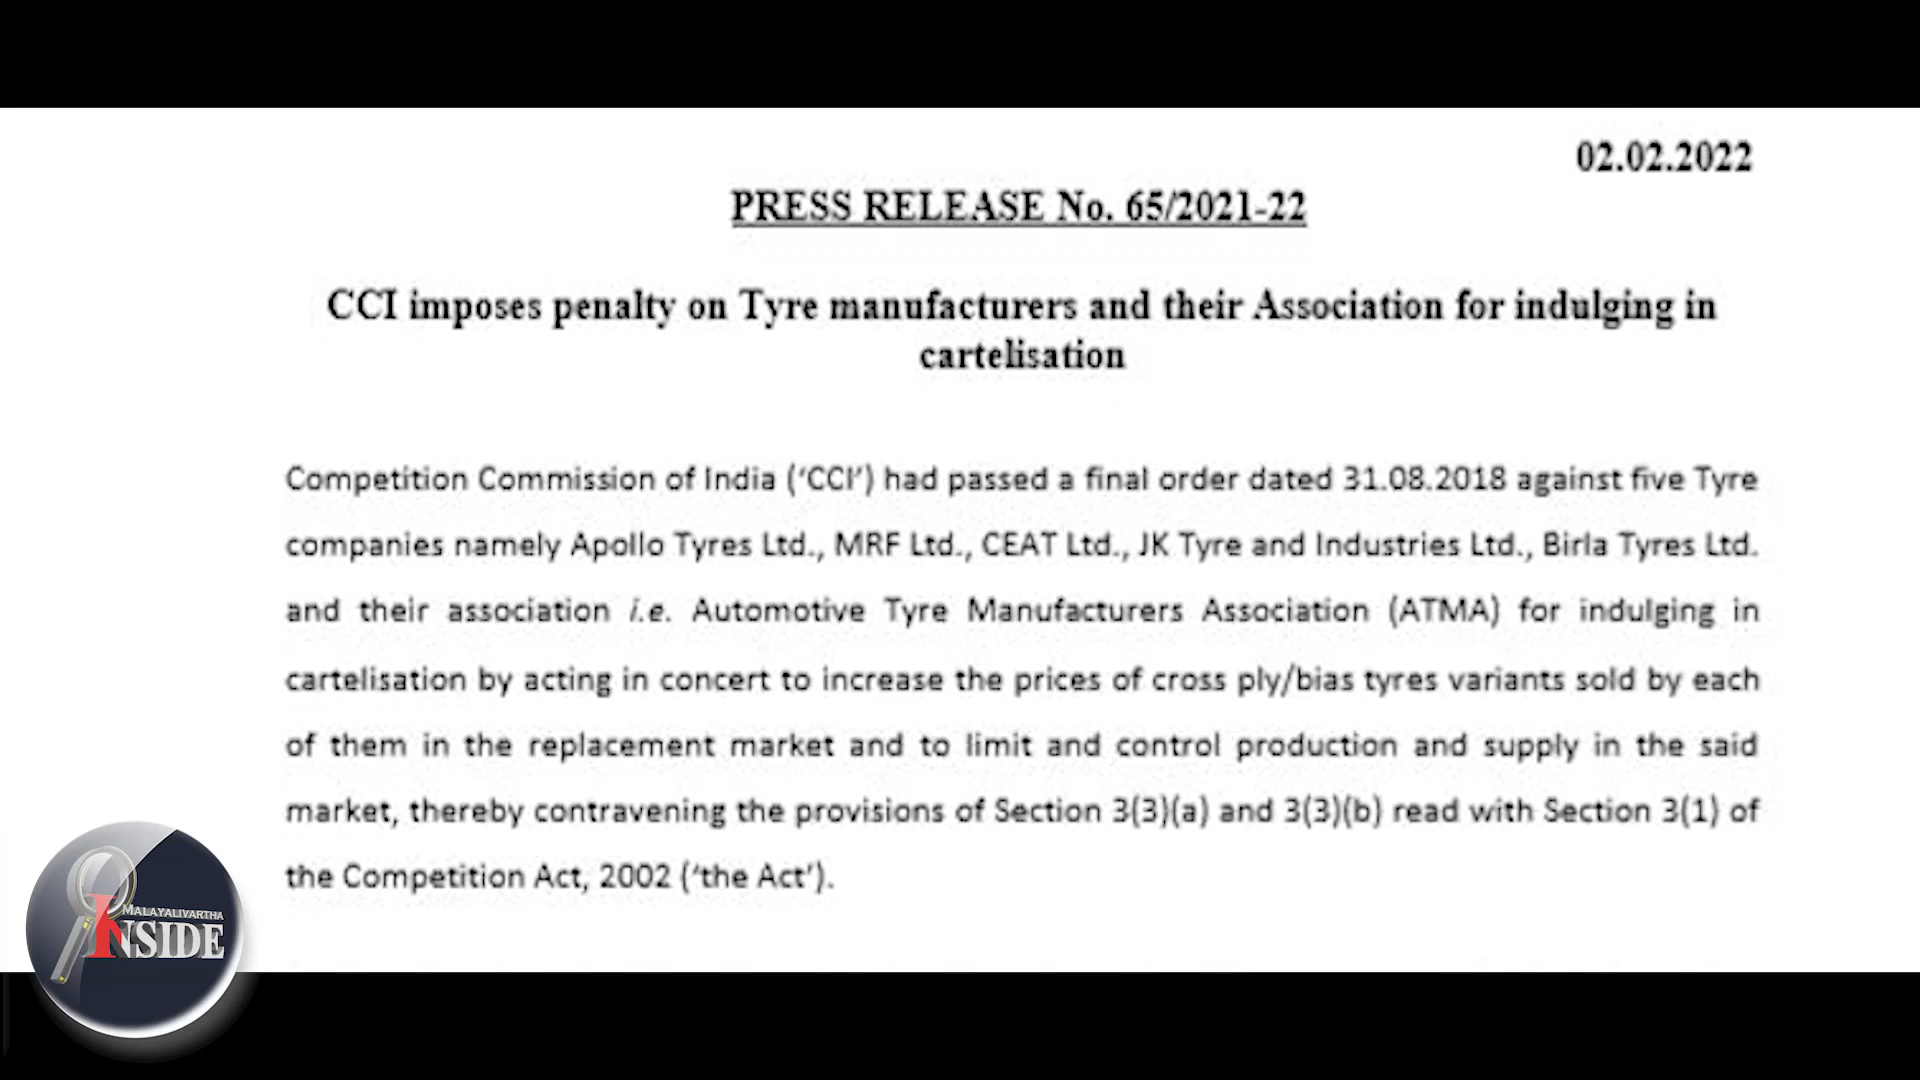 02.02.2022
PRESS RELEASE No. 65/2021-22
CCI imposes penalty on Tyre manufacturers and their Association for indulging in
cartelisation
Competition Commission of India (‘CCI’) had passed a final order dated 31.08.2018 against five Tyre
companies namely Apollo Tyres Ltd., MRF Ltd., CEAT Ltd., JK Tyre and Industries Ltd., Birla Tyres Ltd.
and their association i.e. Automotive Tyre Manufacturers Association (ATMA) for indulging in
cartelisation by acting in concert to increase the prices of cross ply/bias tyres variants sold by each
of them in the replacement market and to limit and control production and supply in the said
market, thereby contravening the provisions of Section 3(3)(a) and 3(3)(b) read with Section 3(1) of
the Competition Act, 2002 (‘the Act’).
MALAYALIVARTHA
INSIDE